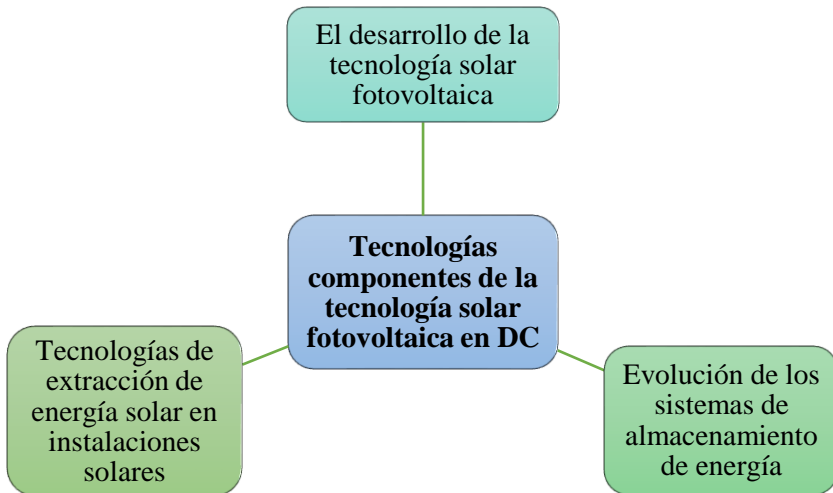 El desarrollo de la
tecnología solar
fotovoltaica
Tecnologías
componentes de la
tecnología solar
fotovoltaica en DC
Tecnologías de
extracción de
energía solar en
instalaciones
solares
Evolución de los
sistemas de
almacenamiento
de energía